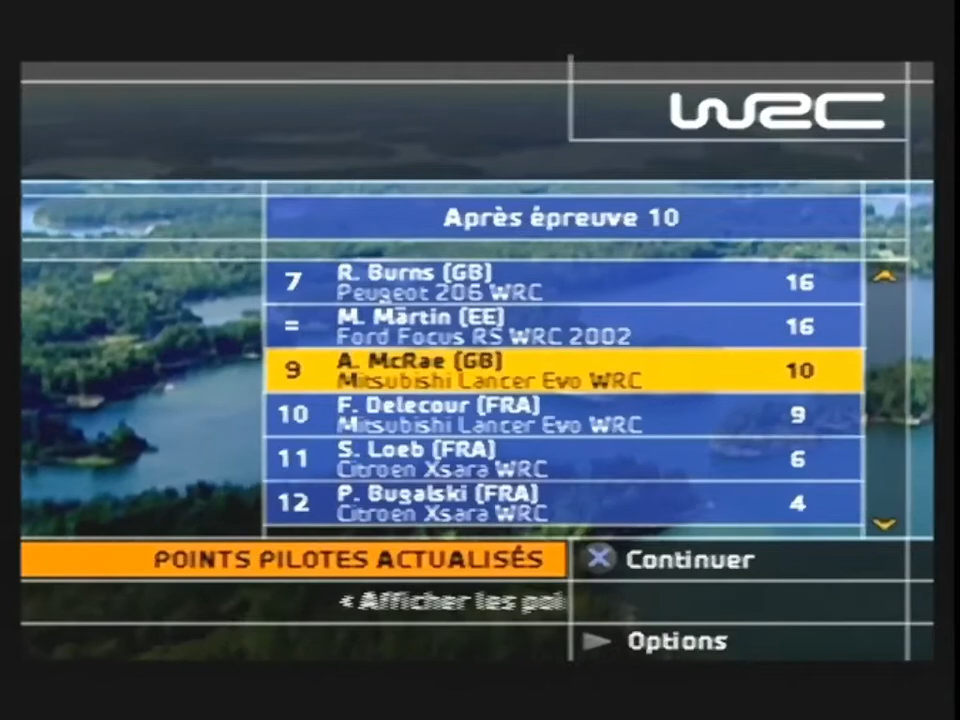 WRC
Après épreuve 10
7 R. Burns (GB) 16
Peugeot 206 WRC
= M. Märtin (EE) 16
Ford Focus RS WRC 2002
9 A. McRae (GB) 10
Mitsubishi Lancer Evo WRC
10 F. Delecour (FRA) 9
Mitsubishi Lancer Evo WRC
11 S. Loeb (FRA) 6
Citroen Xsara WRC
12 P. Bugalski (FRA) 4
Citroen Xsara WRC
POINTS PILOTES ACTUALISÉS
Continuer
< Afficher les poi
Options